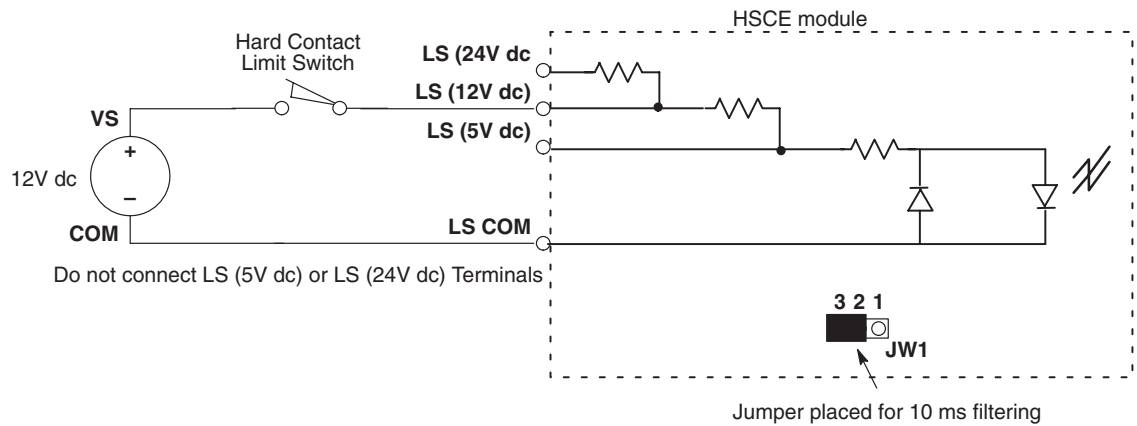 HSCE module
Hard Contact
Limit Switch
LS (24V dc
LS (12V dc)
VS
LS (5V dc)
+
12V dc
–
COM
LS COM
Do not connect LS (5V dc) or LS (24V dc) Terminals
3 2 1
JW1
Jumper placed for 10 ms filtering